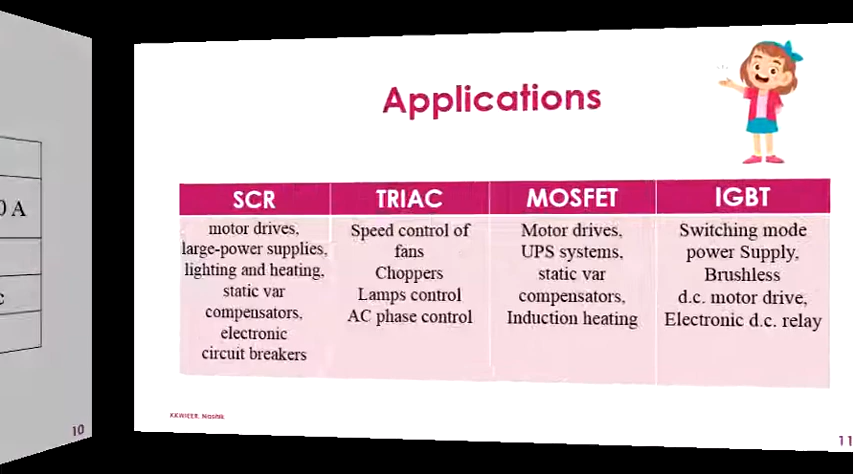 0 A
c
10
Applications
SCR
TRIAC
MOSFET
IGBT
motor drives,
large-power supplies,
lighting and heating,
static var
compensators,
electronic
circuit breakers
Speed control of
fans
Choppers
Lamps control
AC phase control
Motor drives,
UPS systems,
static var
compensators,
Induction heating
Switching mode
power Supply,
Brushless
d.c. motor drive,
Electronic d.c. relay
KKWIEER, Nashik
11